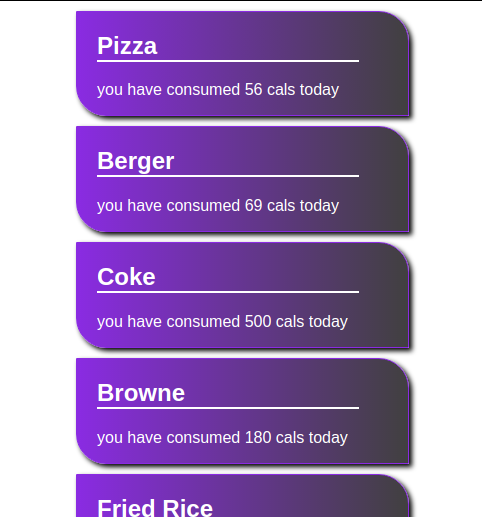 Pizza
you have consumed 56 cals today
Berger
you have consumed 69 cals today
Coke
you have consumed 500 cals today
Browne
you have consumed 180 cals today
Fried Rice